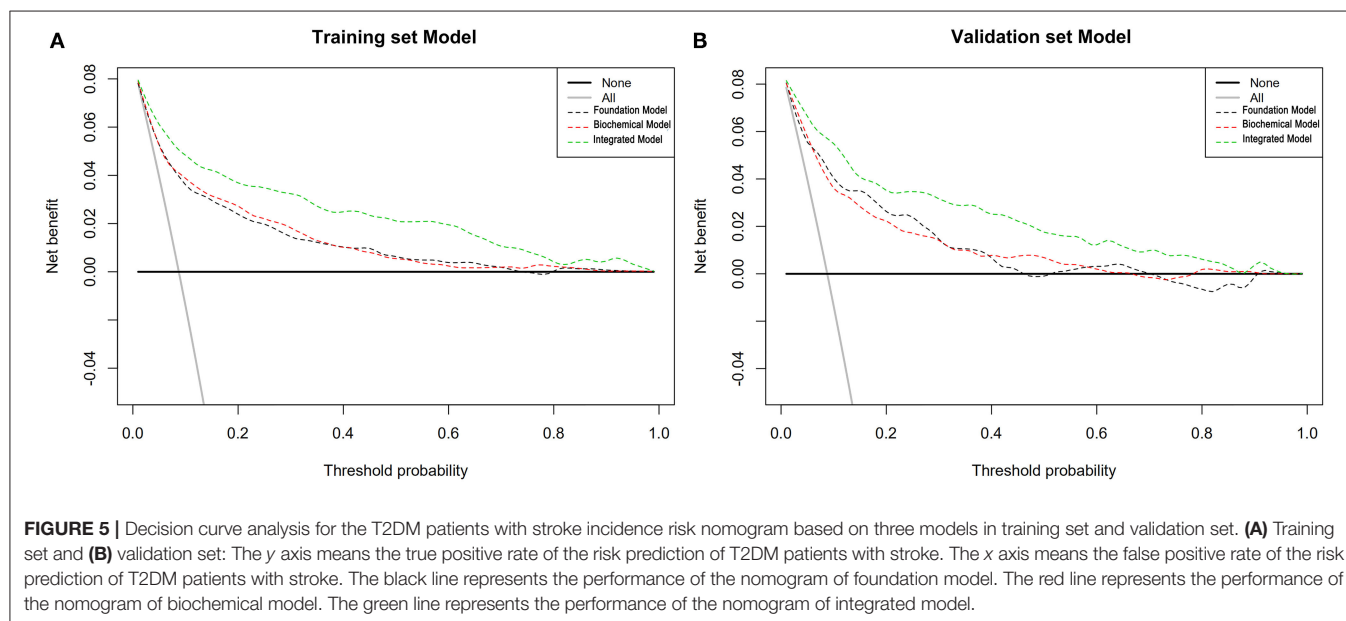 A
Training set Model
None
All
Foundation Model
Biochemical Model
Integrated Model
Net benefit
0.08
0.06
0.04
0.02
0.00
-0.04
0.0 0.2 0.4 0.6 0.8 1.0
Threshold probability
B
Validation set Model
None
All
Foundation Model
Biochemical Model
Integrated Model
Net benefit
0.08
0.06
0.04
0.02
0.00
-0.04
0.0 0.2 0.4 0.6 0.8 1.0
Threshold probability
FIGURE 5 | Decision curve analysis for the T2DM patients with stroke incidence risk nomogram based on three models in training set and validation set. (A) Training
set and (B) validation set: The y axis means the true positive rate of the risk prediction of T2DM patients with stroke. The x axis means the false positive rate of the risk
prediction of T2DM patients with stroke. The black line represents the performance of the nomogram of foundation model. The red line represents the performance of
the nomogram of biochemical model. The green line represents the performance of the nomogram of integrated model.